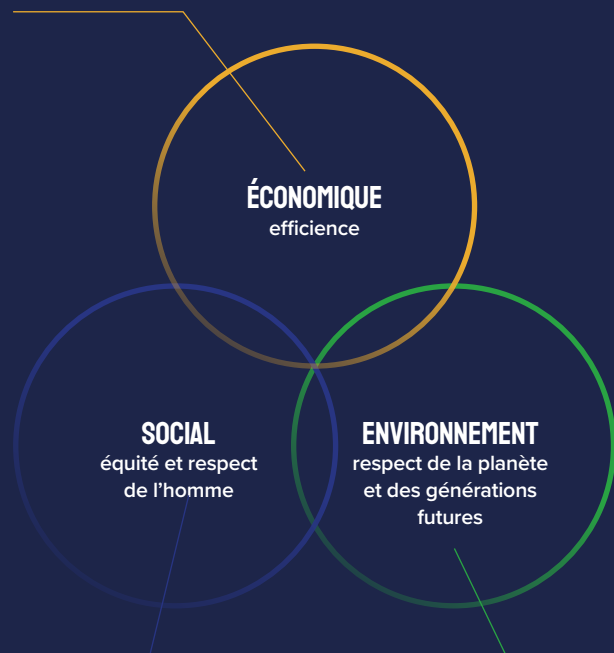 ÉCONOMIQUE
efficience
SOCIAL
équité et respect
de l’homme
ENVIRONNEMENT
respect de la planète
et des générations
futures